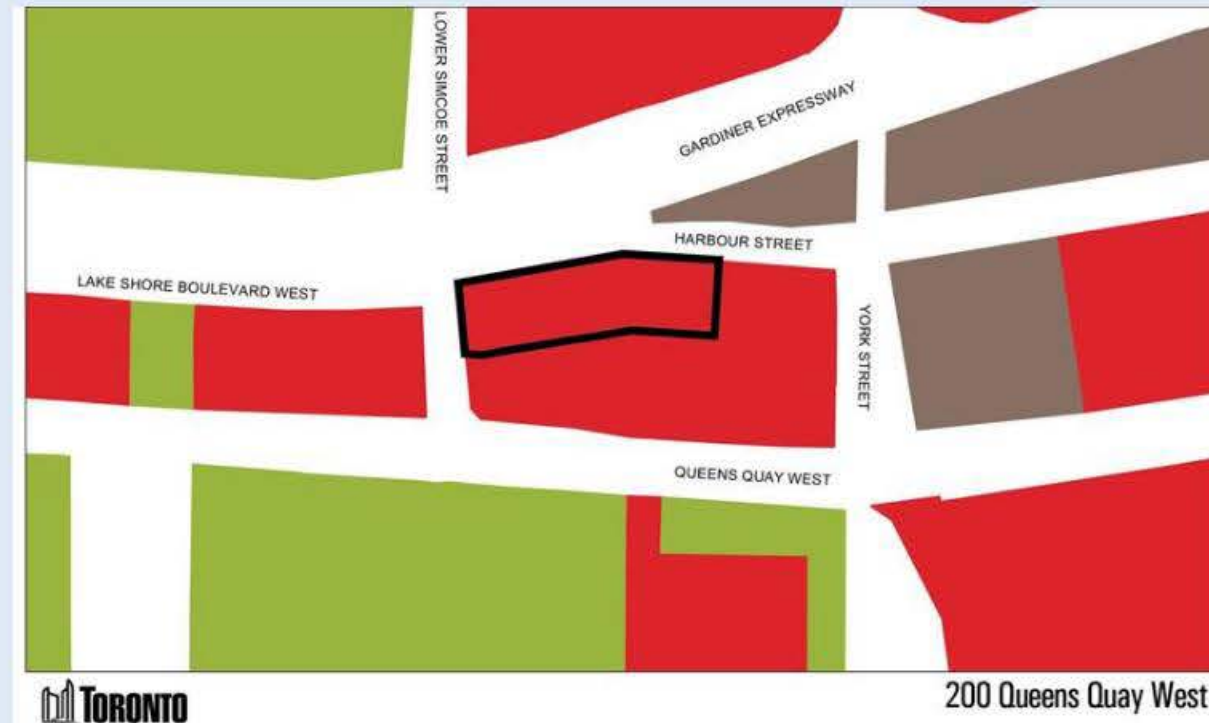 LOWER SIMCOE STREET
GARDINER EXPRESSWAY
HARBOUR STREET
LAKE SHORE BOULEVARD WEST
YORK STREET
QUEENS QUAY WEST
TORONTO
200 Queens Quay West